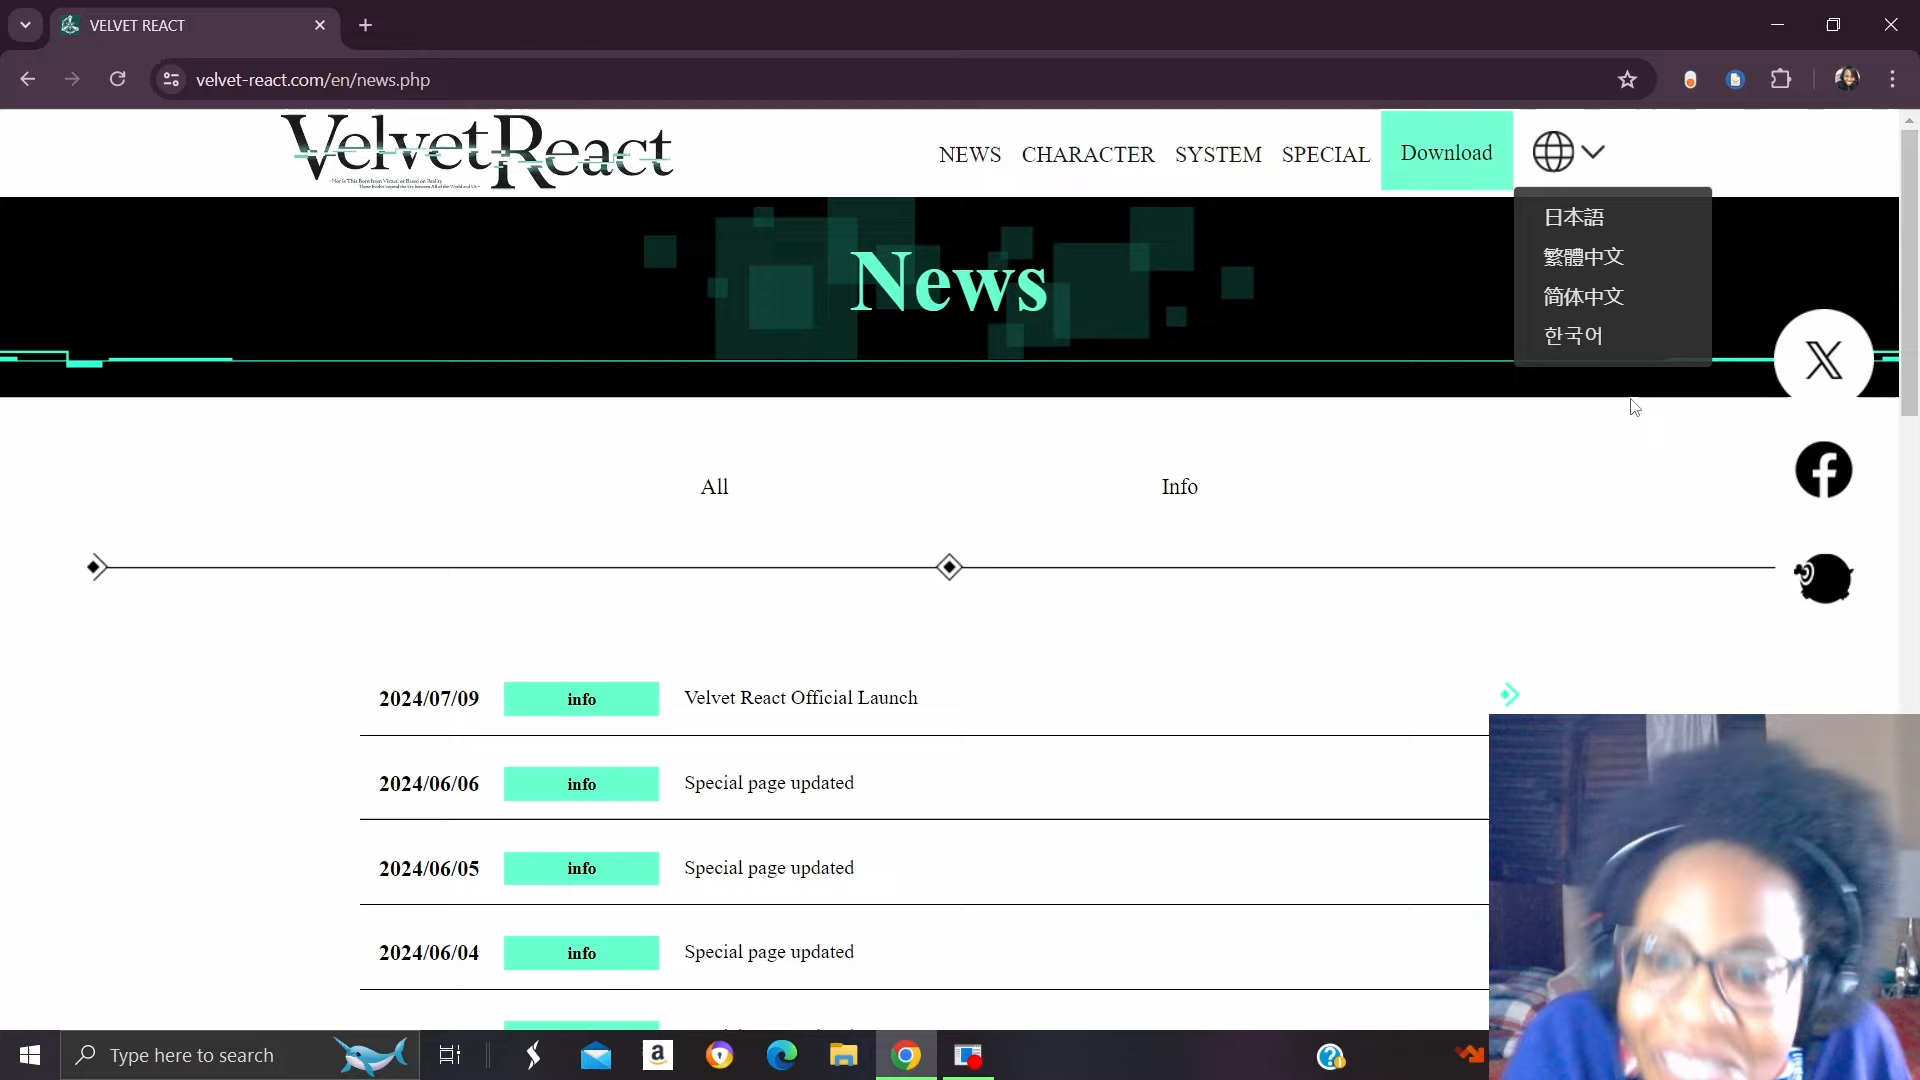 VELVET REACT
velvet-react.com/en/news.php
VelvetReact
NEWS CHARACTER SYSTEM SPECIAL Download
日本語
繁體中文
简体中文
한국어
News
All Info
2024/07/09 info Velvet React Official Launch
2024/06/06 info Special page updated
2024/06/05 info Special page updated
2024/06/04 info Special page updated
Type here to search